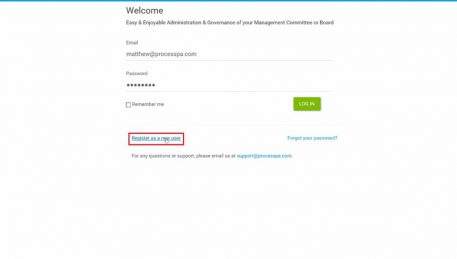 Welcome
Easy & Enjoyable Administration & Governance of your Management Committee or Board
Email
matthew@processpa.com
Password
••••••••
Remember me
LOG IN
Register as a new user
Forgot your password?
For any questions or support, please email us at support@processpa.com.